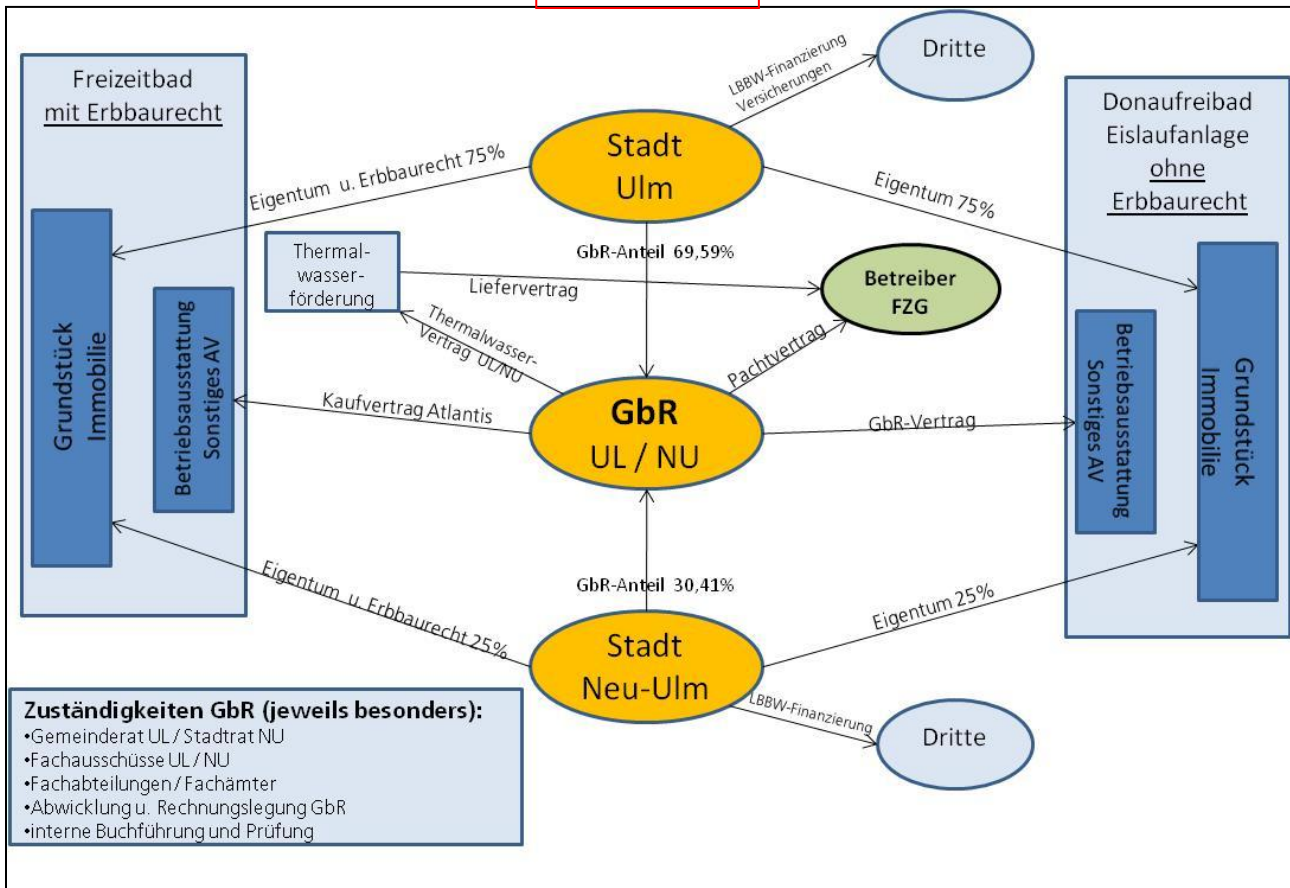 Freizeitbad
mit Erbbaurecht
Grundstück
Immobilie
Betriebsausstattung
Sonstiges AV
Eigentum u. Erbbaurecht 75%
Stadt
Ulm
LBBW-Finanzierung
Versicherungen
Dritte
Eigentum 75%
Donaufreibad
Eislaufanlage
ohne
Erbbaurecht
Betriebsausstattung
Sonstiges AV
Grundstück
Immobilie
Thermal-
wasser-
förderung
GbR-Anteil 69,59%
Liefervertrag
Betreiber
FZG
Thermalwasser-
Vertrag UL/NU
Pachtvertrag
Kaufvertrag Atlantis
GbR
UL / NU
GbR-Vertrag
GbR-Anteil 30,41%
Eigentum u. Erbbaurecht 25%
Stadt
Neu-Ulm
Eigentum 25%
LBBW-Finanzierung
Dritte
Zuständigkeiten GbR (jeweils besonders):
•Gemeinderat UL / Stadtrat NU
•Fachausschüsse UL / NU
•Fachabteilungen / Fachämter
•Abwicklung u. Rechnungslegung GbR
•interne Buchführung und Prüfung